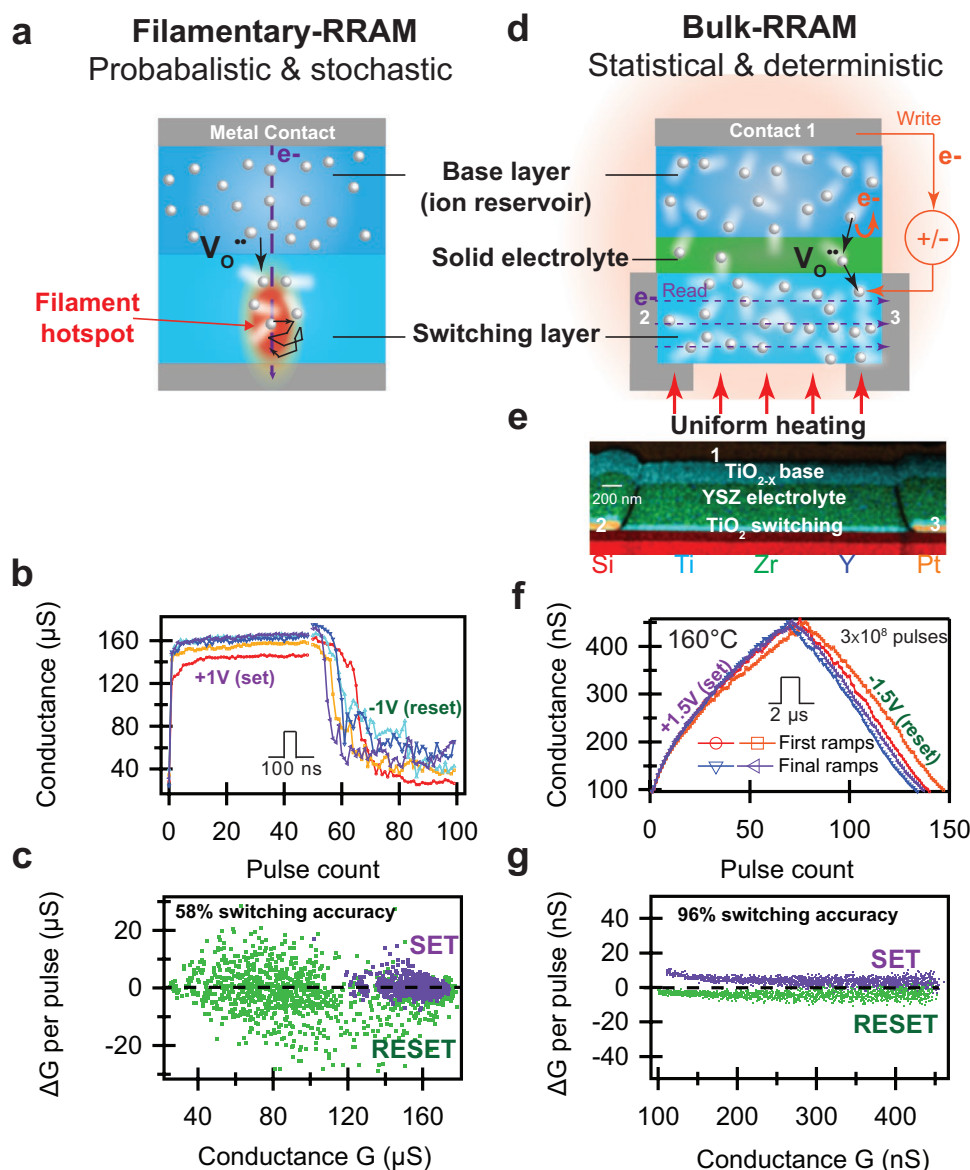 a
Filamentary-RRAM
Probabalistic & stochastic
Metal Contact
e-
Base layer
(ion reservoir)
Vo••
Solid electrolyte
Filament
hotspot
Switching layer
d
Bulk-RRAM
Statistical & deterministic
Contact 1
Write
e-
e-
+/-
Vo••
e-
Read
2
3
Uniform heating
e
1
TiO2-X base
200 nm
YSZ electrolyte
2
TiO2 switching
3
Si
Ti
Zr
Y
Pt
b
Conductance (µS)
160
120
80
40
+1V (set)
-1V (reset)
100 ns
0
20
40
60
80
100
Pulse count
f
Conductance (nS)
400
300
200
100
160°C
3x10⁸ pulses
+1.5V (set)
-1.5V (reset)
2 µs
First ramps
Final ramps
0
50
100
150
Pulse count
c
ΔG per pulse (µS)
20
0
-20
58% switching accuracy
SET
RESET
40
80
120
160
Conductance G (µS)
g
ΔG per pulse (nS)
40
20
0
-20
-40
96% switching accuracy
SET
RESET
100
200
300
400
Conductance G (nS)